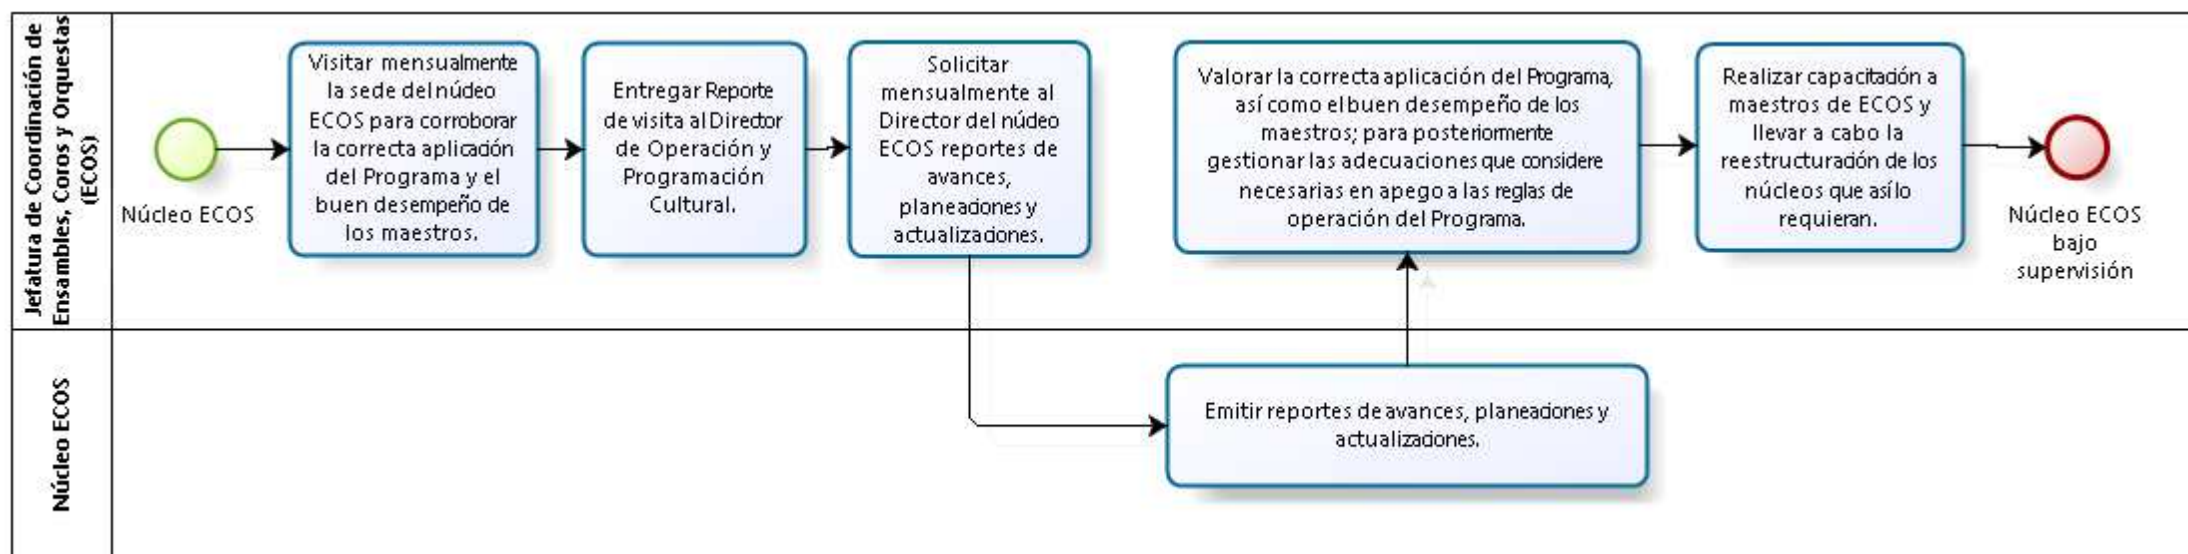 Jefatura de Coordinación de
Ensambles, Coros y Orquestas
(ECOS)
Núcleo ECOS
Visitar mensualmente
la sede del núcleo
ECOS para corroborar
la correcta aplicación
del Programa y el
buen desempeño de
los maestros.
Entregar Reporte
de visita al Director
de Operación y
Programación
Cultural.
Solicitar
mensualmente al
Director del núcleo
ECOS reportes de
avances,
planeaciones y
actualizaciones.
Valorar la correcta aplicación del Programa,
así como el buen desempeño de los
maestros; para posteriormente
gestionar las adecuaciones que considere
necesarias en apego a las reglas de
operación del Programa.
Realizar capacitación a
maestros de ECOS y
llevar a cabo la
reestructuración de los
núcleos que así lo
requieran.
Núcleo ECOS
bajo
supervisión
Núcleo ECOS
Emitir reportes de avances, planeaciones y
actualizaciones.